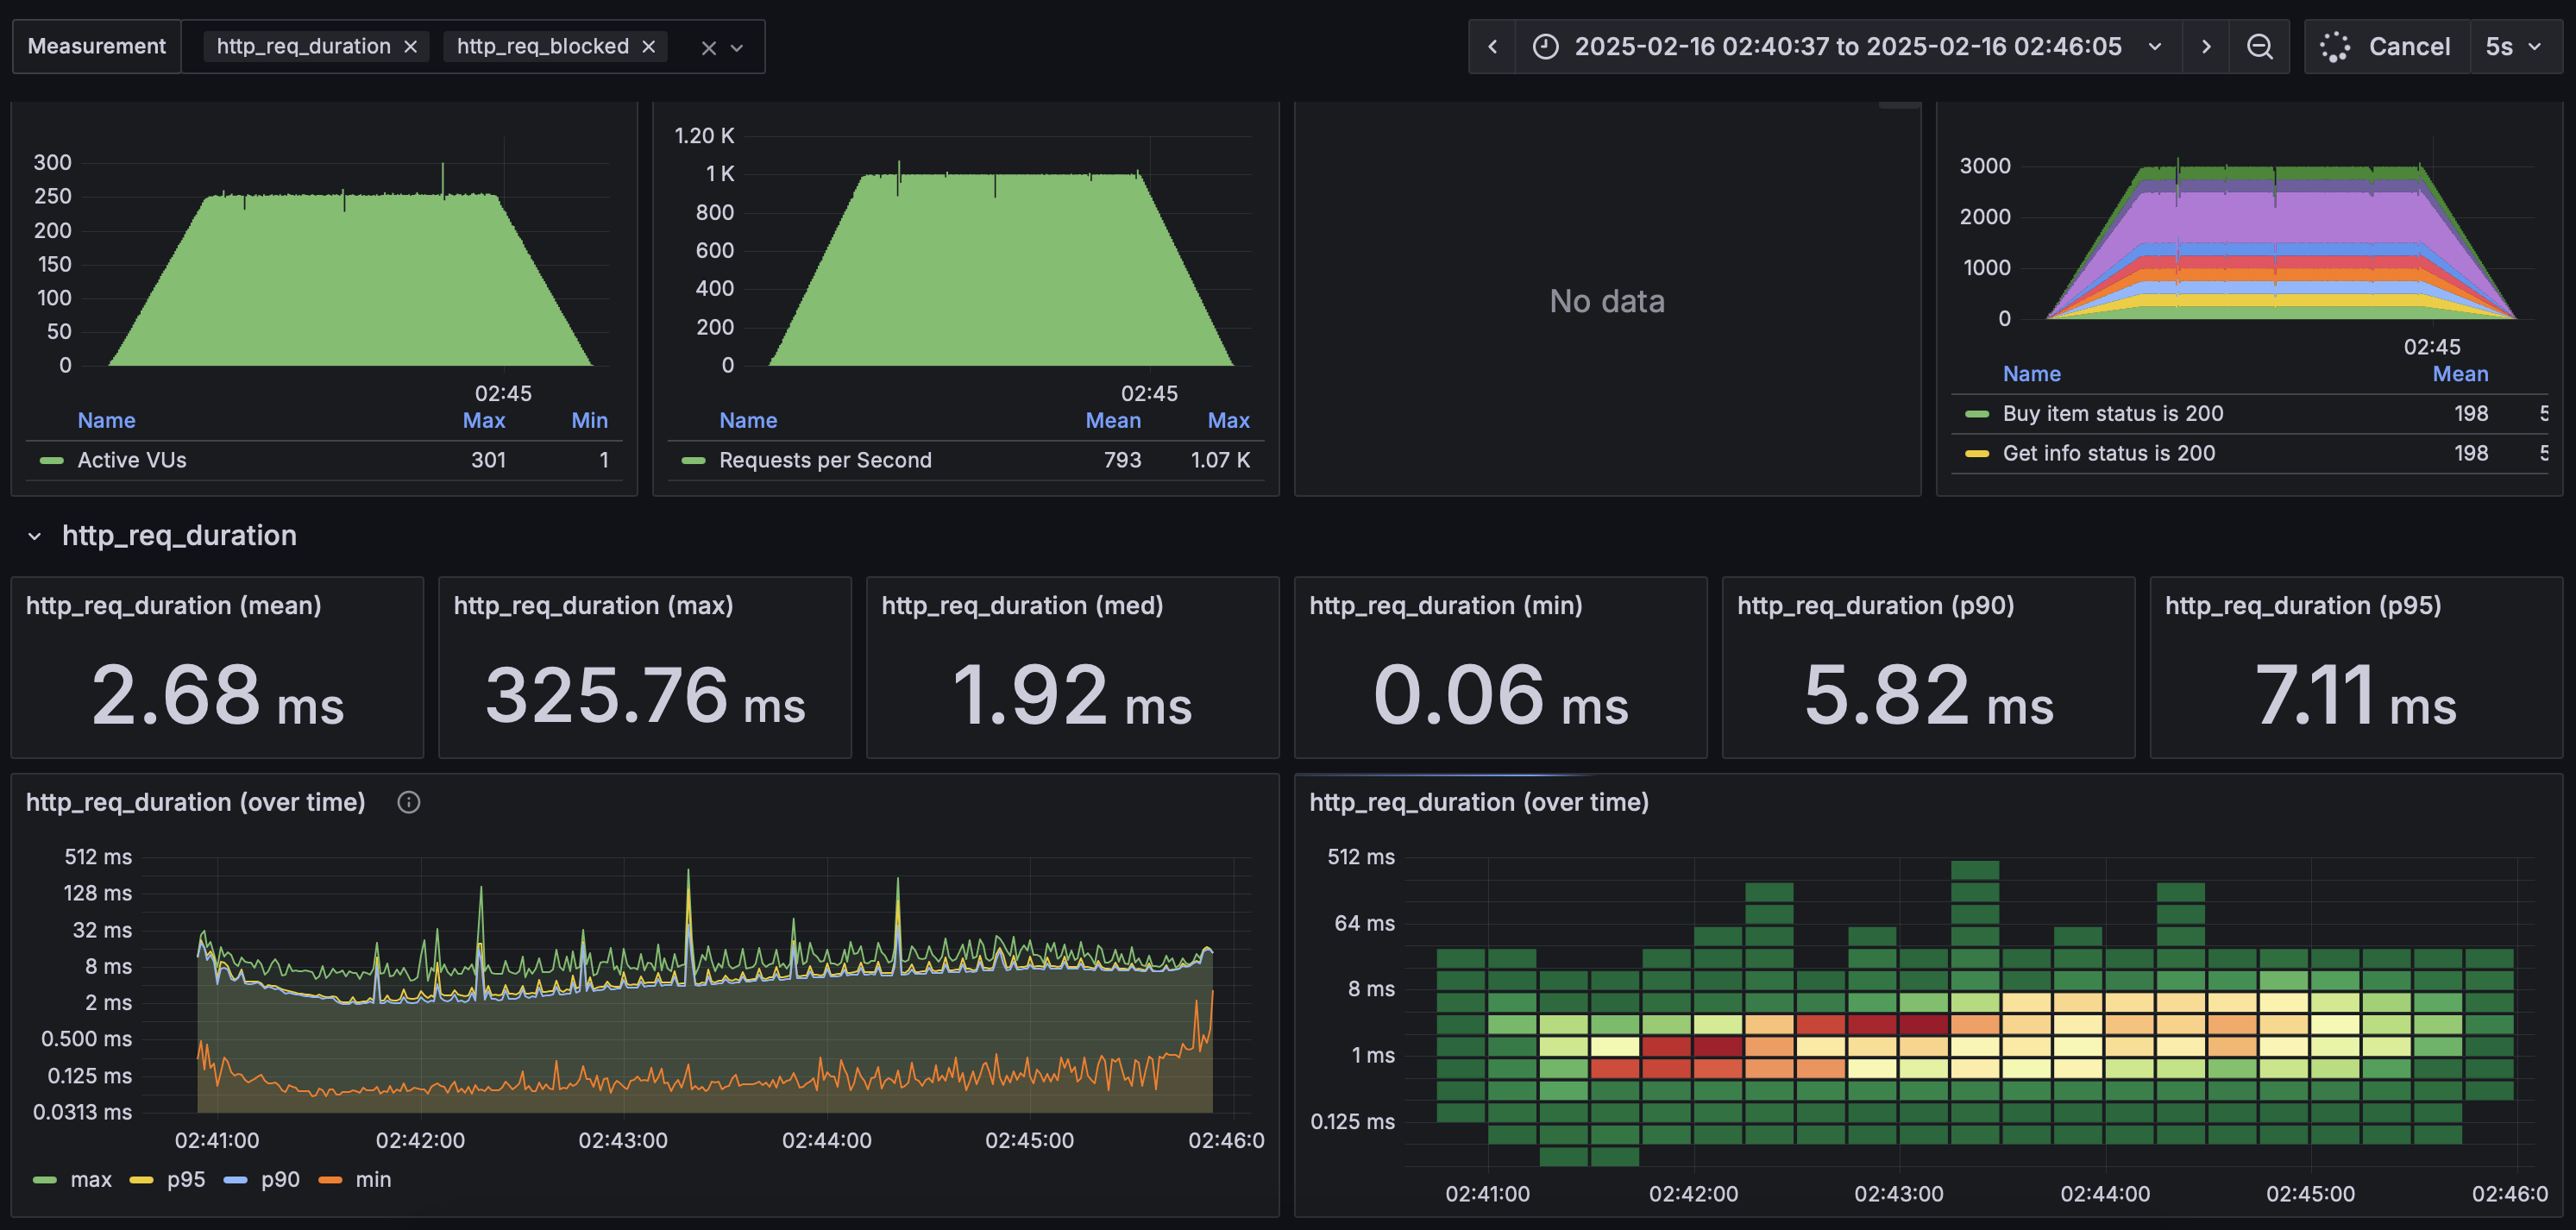 Measurement http_req_duration http_req_blocked 2025-02-16 02:40:37 to 2025-02-16 02:46:05 Cancel 5s
300
250
200
150
100
50
0
02:45
Name Max Min
Active VUs 301 1
1.20 K
1 K
800
600
400
200
0
02:45
Name Mean Max
Requests per Second 793 1.07 K
No data
3000
2000
1000
0
02:45
Name Mean
Buy item status is 200 198 5
Get info status is 200 198 5
http_req_duration
http_req_duration (mean)
2.68 ms
http_req_duration (max)
325.76 ms
http_req_duration (med)
1.92 ms
http_req_duration (min)
0.06 ms
http_req_duration (p90)
5.82 ms
http_req_duration (p95)
7.11 ms
http_req_duration (over time)
512 ms
128 ms
32 ms
8 ms
2 ms
0.500 ms
0.125 ms
0.0313 ms
02:41:00 02:42:00 02:43:00 02:44:00 02:45:00 02:46:0
max p95 p90 min
http_req_duration (over time)
512 ms
64 ms
8 ms
1 ms
0.125 ms
02:41:00 02:42:00 02:43:00 02:44:00 02:45:00 02:46:0